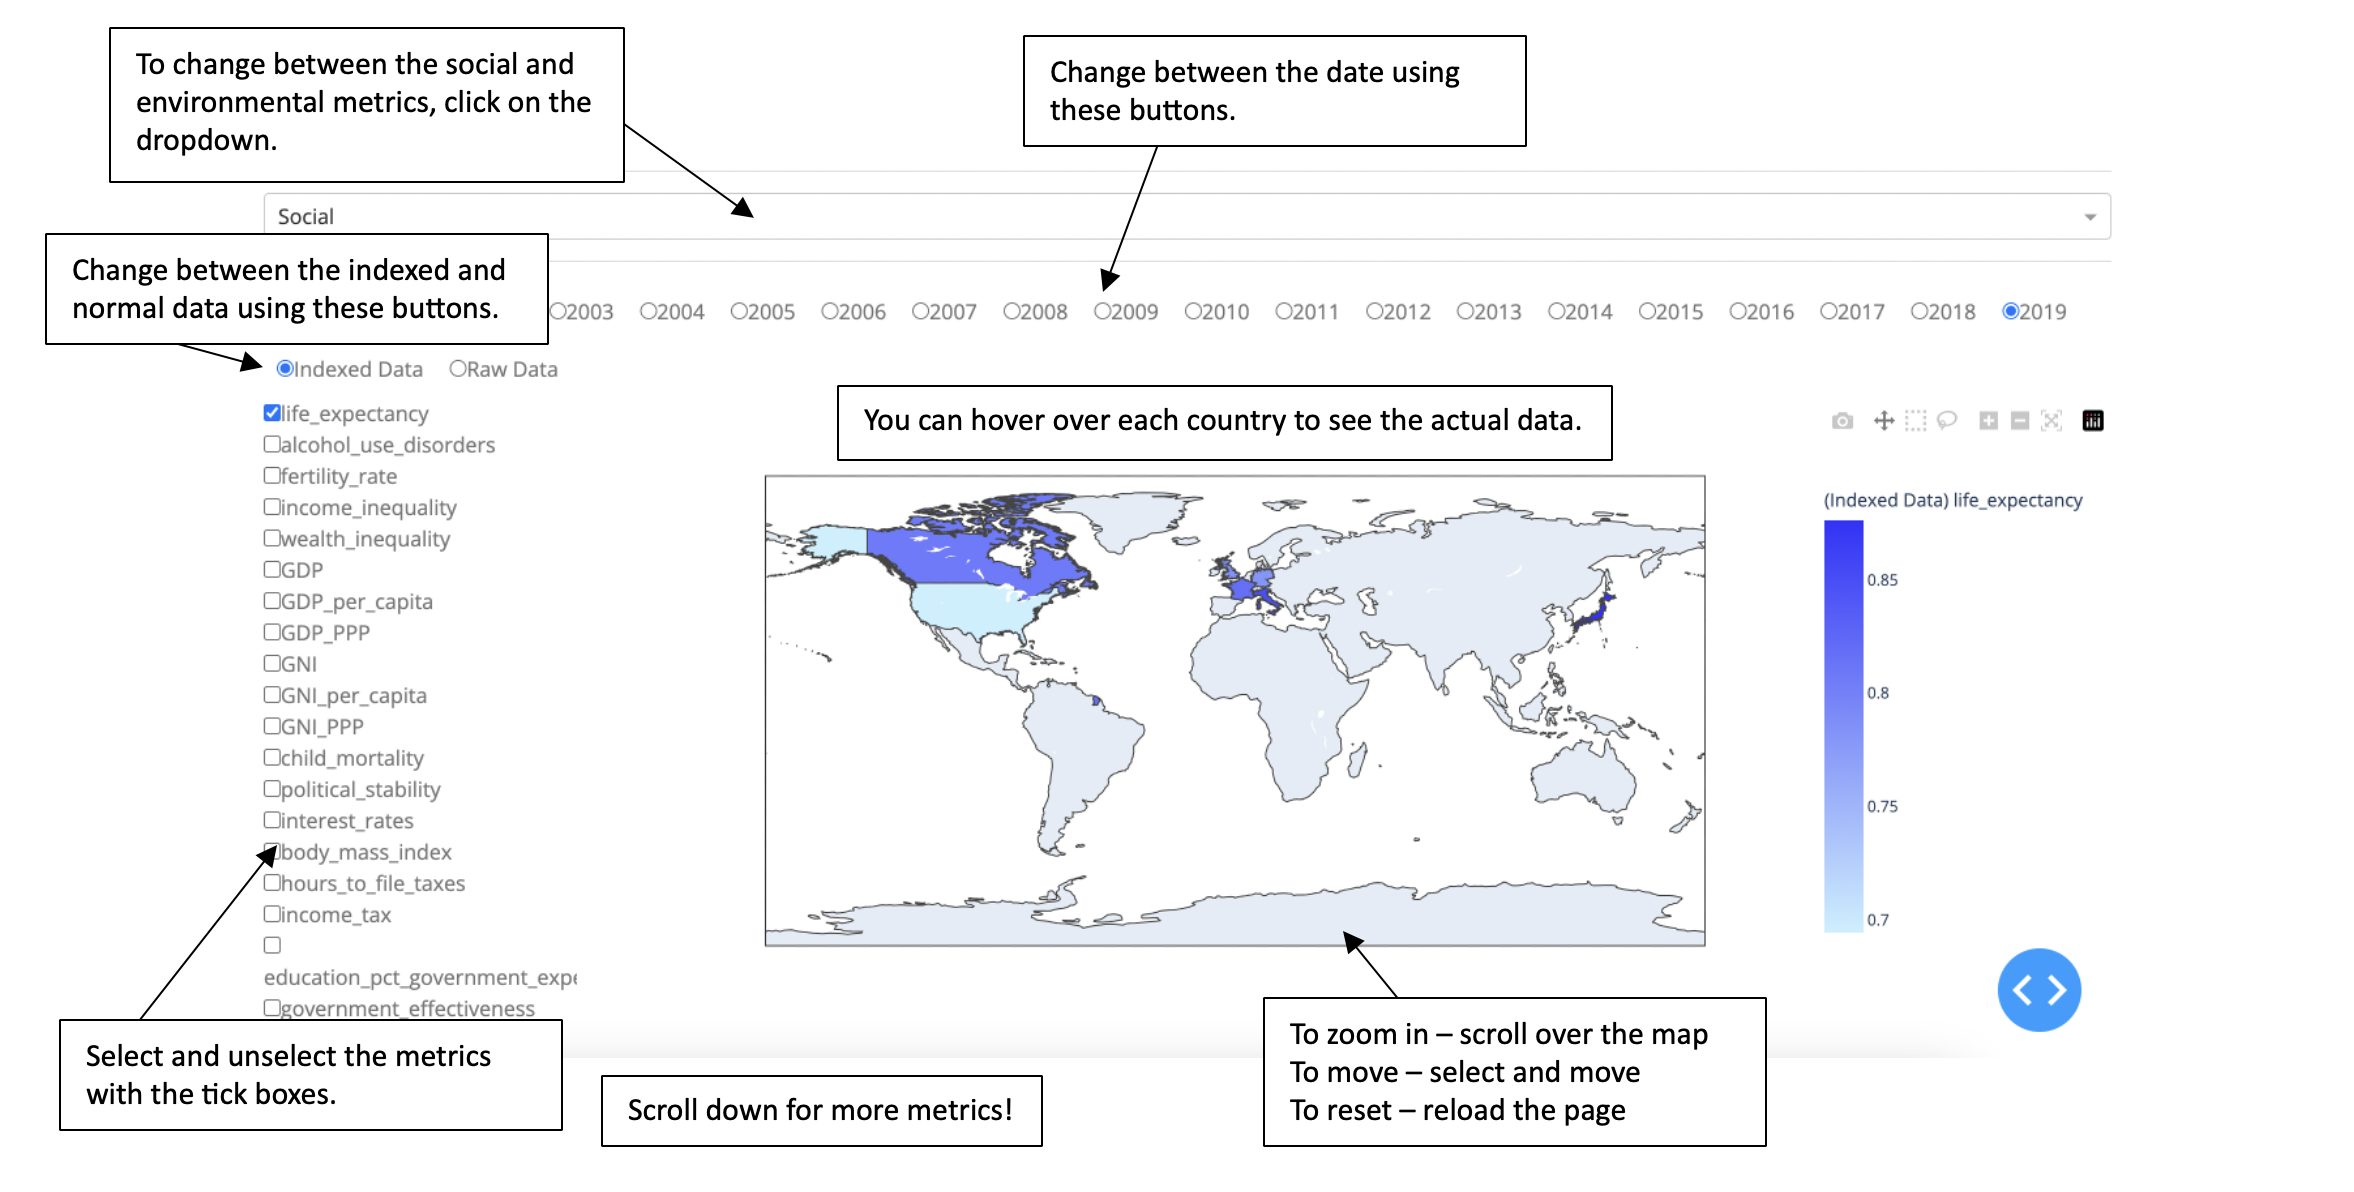 To change between the social and
environmental metrics, click on the
dropdown.
Change between the date using
these buttons.
Social
Change between the indexed and
normal data using these buttons.
2003 2004 2005 2006 2007 2008 2009 2010 2011 2012 2013 2014 2015 2016 2017 2018 2019
Indexed Data Raw Data
You can hover over each country to see the actual data.
life_expectancy
alcohol_use_disorders
fertility_rate
income_inequality
wealth_inequality
GDP
GDP_per_capita
GDP_PPP
GNI
GNI_per_capita
GNI_PPP
child_mortality
political_stability
interest_rates
body_mass_index
hours_to_file_taxes
income_tax
education_pct_government_expe
government_effectiveness
(Indexed Data) life_expectancy
0.85
0.8
0.75
0.7
Select and unselect the metrics
with the tick boxes.
Scroll down for more metrics!
To zoom in – scroll over the map
To move – select and move
To reset – reload the page